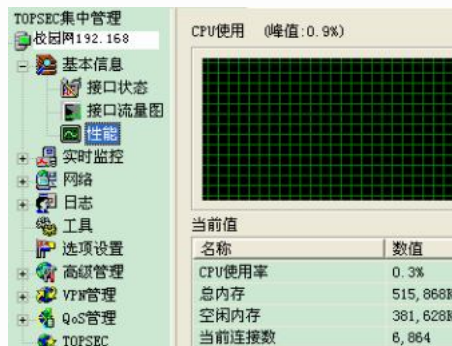 TOPSEC集中管理
校园网192.168
基本信息
接口状态
接口流量图
性能
实时监控
网络
日志
工具
选项设置
高级管理
VPN管理
QoS管理
TOPSEC
CPU使用 (峰值:0.9%)
当前值
名称 数值
CPU使用率 0.3%
总内存 515,868K
空闲内存 381,628K
当前连接数 6,864